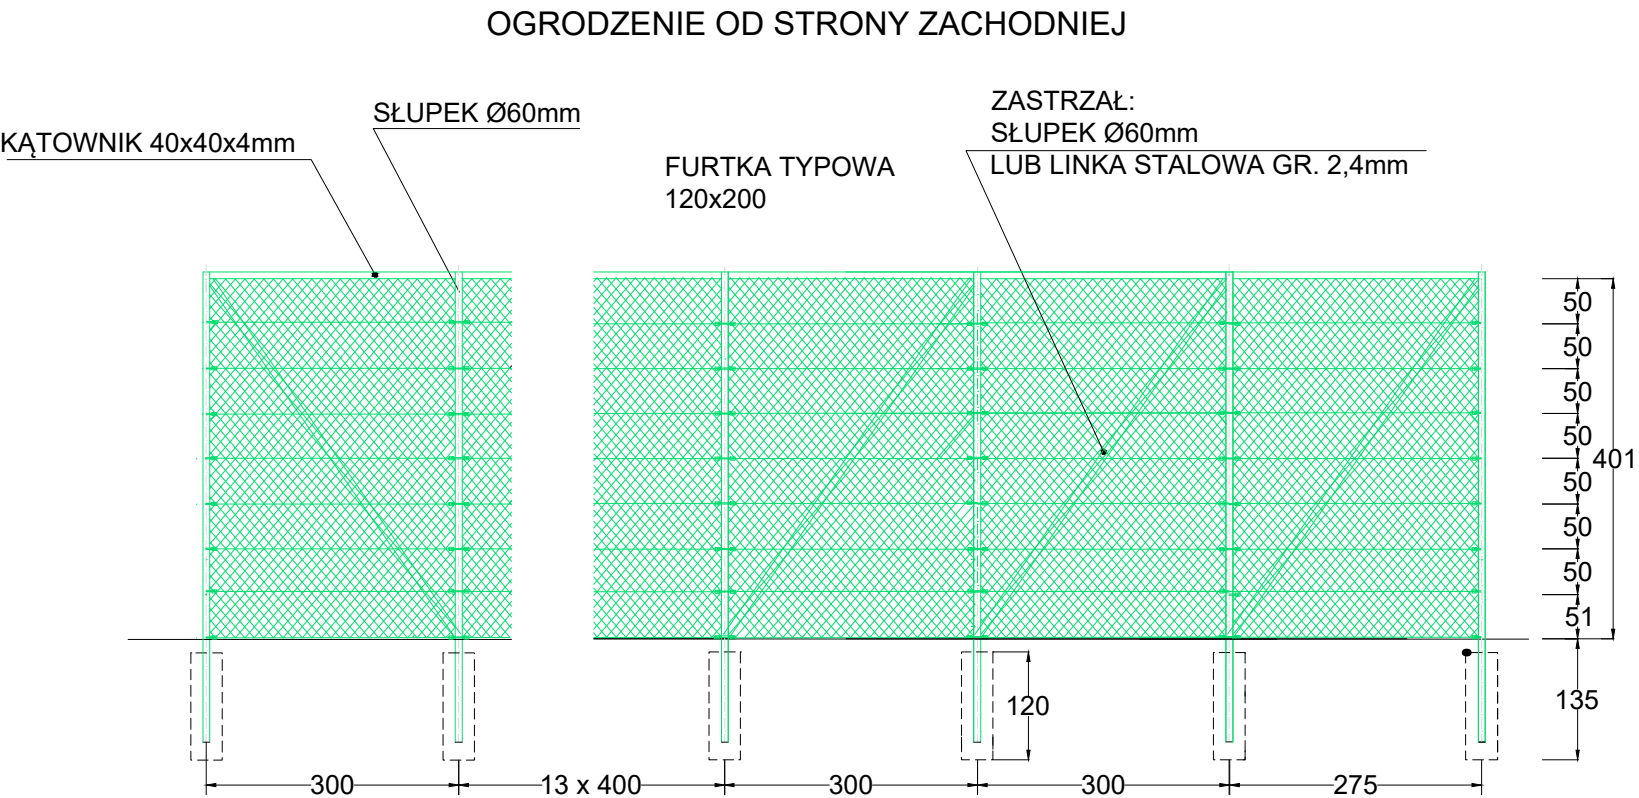 OGRODZENIE OD STRONY ZACHODNIEJ
ZASTRZAŁ:
SŁUPEK Ø60mm
SŁUPEK Ø60mm
KĄTOWNIK 40x40x4mm
FURTKA TYPOWA
LUB LINKA STALOWA GR. 2,4mm
120x200
50
50
50
50
401
50
50
50
51
135
120
300
13 x 400
300
300
275